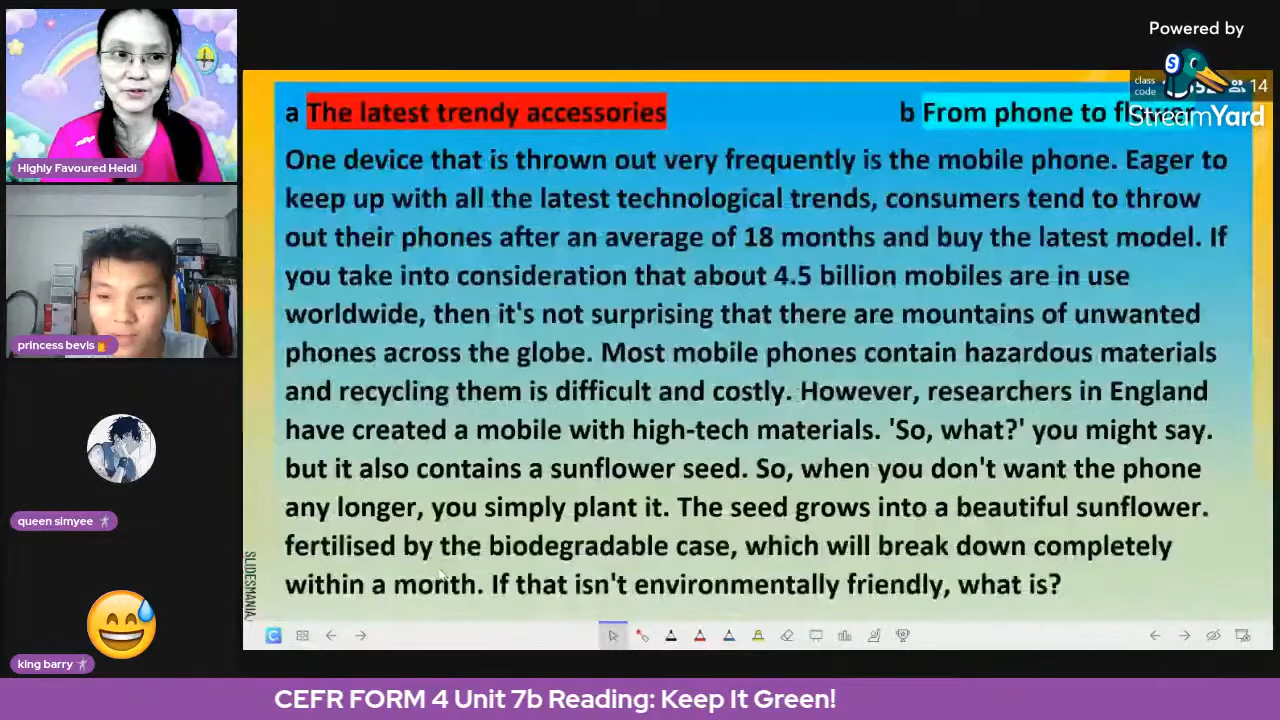 Powered by
StreamYard
class
code
14
Highly Favoured Heidi
princess bevis
queen simyee
king barry
a The latest trendy accessories
b From phone to
One device that is thrown out very frequently is the mobile phone. Eager to
keep up with all the latest technological trends, consumers tend to throw
out their phones after an average of 18 months and buy the latest model. If
you take into consideration that about 4.5 billion mobiles are in use
worldwide, then it's not surprising that there are mountains of unwanted
phones across the globe. Most mobile phones contain hazardous materials
and recycling them is difficult and costly. However, researchers in England
have created a mobile with high-tech materials. 'So, what?' you might say.
but it also contains a sunflower seed. So, when you don't want the phone
any longer, you simply plant it. The seed grows into a beautiful sunflower.
fertilised by the biodegradable case, which will break down completely
within a month. If that isn't environmentally friendly, what is?
SLIDESMANIA.
CEFR FORM 4 Unit 7b Reading: Keep It Green!